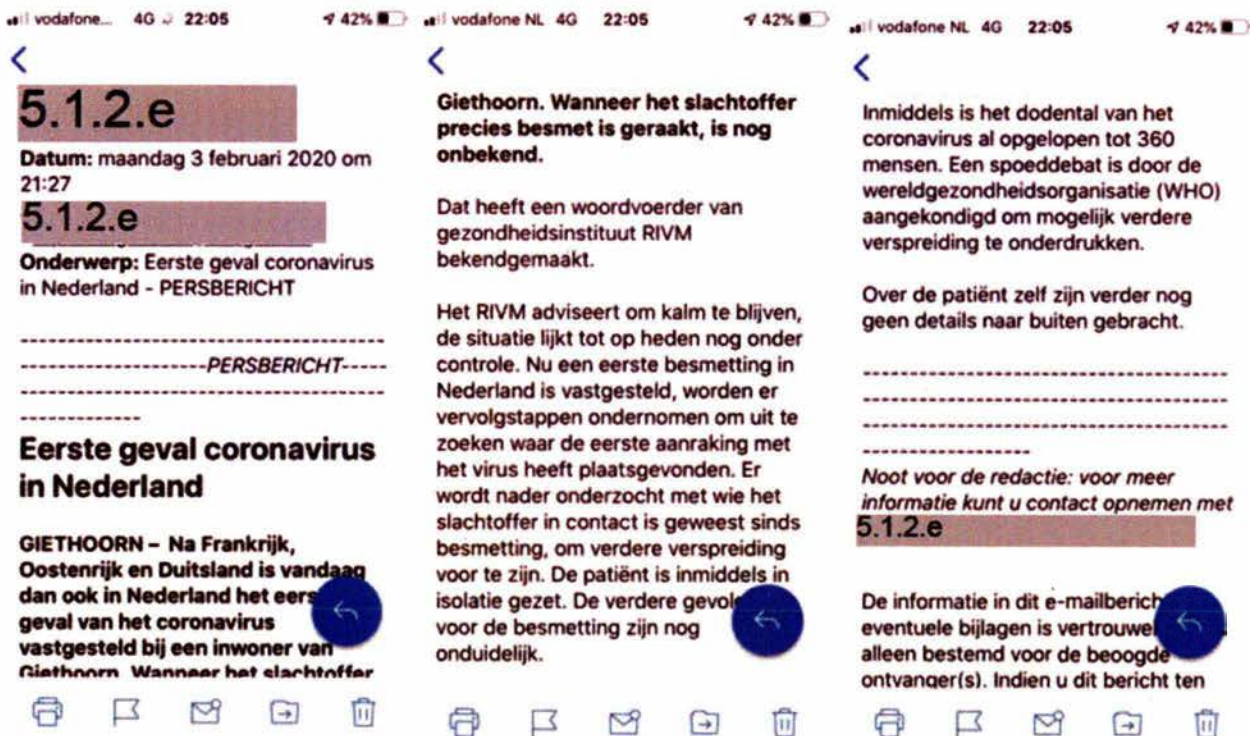 vodafone... 4G 22:05 42%
5.1.2.e
Datum: maandag 3 februari 2020 om
21:27
5.1.2.e
Onderwerp: Eerste geval coronavirus
in Nederland - PERSBERICHT
--------------------------------------
---------------------PERSBERICHT-----
--------------------------------------
-------------
Eerste geval coronavirus
in Nederland
GIETHOORN – Na Frankrijk,
Oostenrijk en Duitsland is vandaag
dan ook in Nederland het eers
geval van het coronavirus
vastgesteld bij een inwoner van
Giethoorn. Wanneer het slachtoffer
vodafone NL 4G 22:05 42%
Giethoorn. Wanneer het slachtoffer
precies besmet is geraakt, is nog
onbekend.
Dat heeft een woordvoerder van
gezondheidsinstituut RIVM
bekendgemaakt.
Het RIVM adviseert om kalm te blijven,
de situatie lijkt tot op heden nog onder
controle. Nu een eerste besmetting in
Nederland is vastgesteld, worden er
vervolgstappen ondernomen om uit te
zoeken waar de eerste aanraking met
het virus heeft plaatsgevonden. Er
wordt nader onderzocht met wie het
slachtoffer in contact is geweest sinds
besmetting, om verdere verspreiding
voor te zijn. De patiënt is inmiddels in
isolatie gezet. De verdere gevol
voor de besmetting zijn nog
onduidelijk.
vodafone NL 4G 22:05 42%
Inmiddels is het dodental van het
coronavirus al opgelopen tot 360
mensen. Een spoeddebat is door de
wereldgezondheidsorganisatie (WHO)
aangekondigd om mogelijk verdere
verspreiding te onderdrukken.
Over de patiënt zelf zijn verder nog
geen details naar buiten gebracht.
--------------------------------------
--------------------------------------
--------------------------------------
-----------------
Noot voor de redactie: voor meer
informatie kunt u contact opnemen met
5.1.2.e
De informatie in dit e-mailberich
eventuele bijlagen is vertrouwel
alleen bestemd voor de beoogde
ontvanger(s). Indien u dit bericht ten